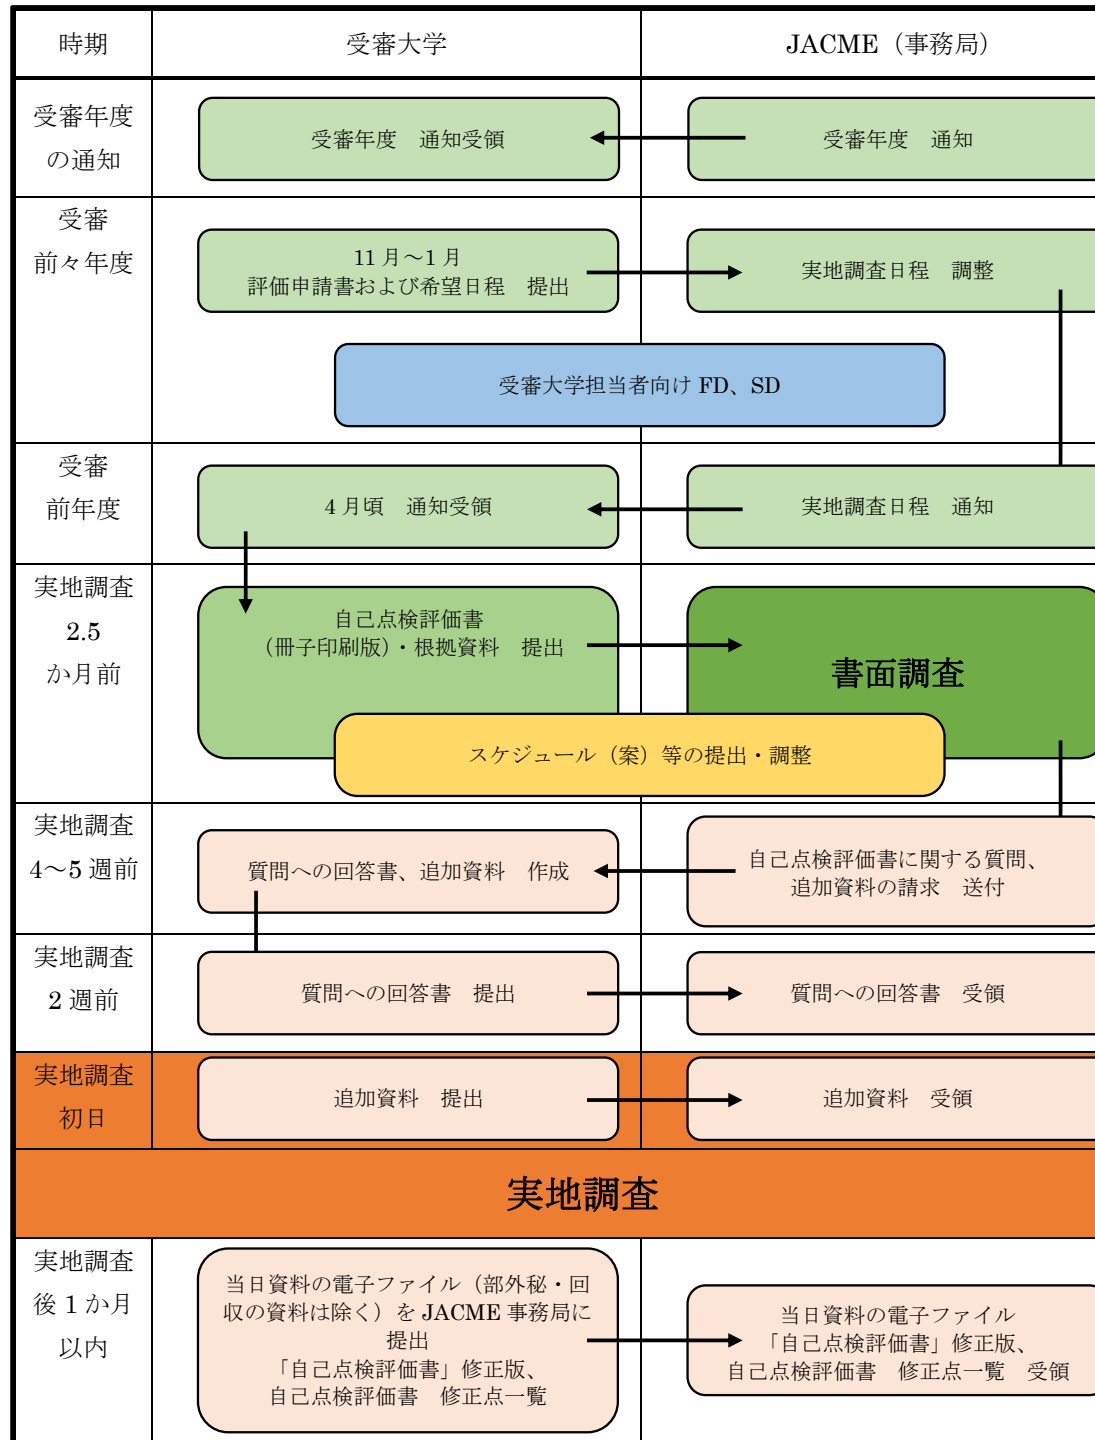 時期
受審大学
JACME（事務局）
受審年度
の通知
受審年度　通知受領
受審年度　通知
受審
前々年度
11 月～1 月
評価申請書および希望日程　提出
実地調査日程　調整
受審大学担当者向け FD、SD
受審
前年度
4 月頃　通知受領
実地調査日程　通知
実地調査
2.5
か月前
自己点検評価書
（冊子印刷版）・根拠資料　提出
書面調査
スケジュール（案）等の提出・調整
実地調査
4～5 週前
質問への回答書、追加資料　作成
自己点検評価書に関する質問、
追加資料の請求　送付
実地調査
2 週前
質問への回答書　提出
質問への回答書　受領
実地調査
初日
追加資料　提出
追加資料　受領
実地調査
実地調査
後 1 か月
以内
当日資料の電子ファイル（部外秘・回
収の資料は除く）を JACME 事務局に
提出
「自己点検評価書」修正版、
自己点検評価書　修正点一覧
当日資料の電子ファイル
「自己点検評価書」修正版、
自己点検評価書　修正点一覧　受領